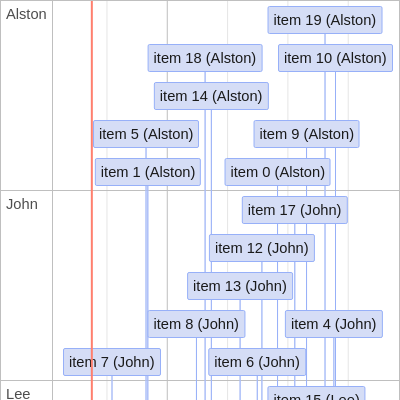 Alston
item 19 (Alston)
item 18 (Alston)
item 10 (Alston)
item 14 (Alston)
item 5 (Alston)
item 9 (Alston)
item 1 (Alston)
item 0 (Alston)
John
item 17 (John)
item 12 (John)
item 13 (John)
item 8 (John)
item 4 (John)
item 7 (John)
item 6 (John)
Lee
item 15 (Lee)